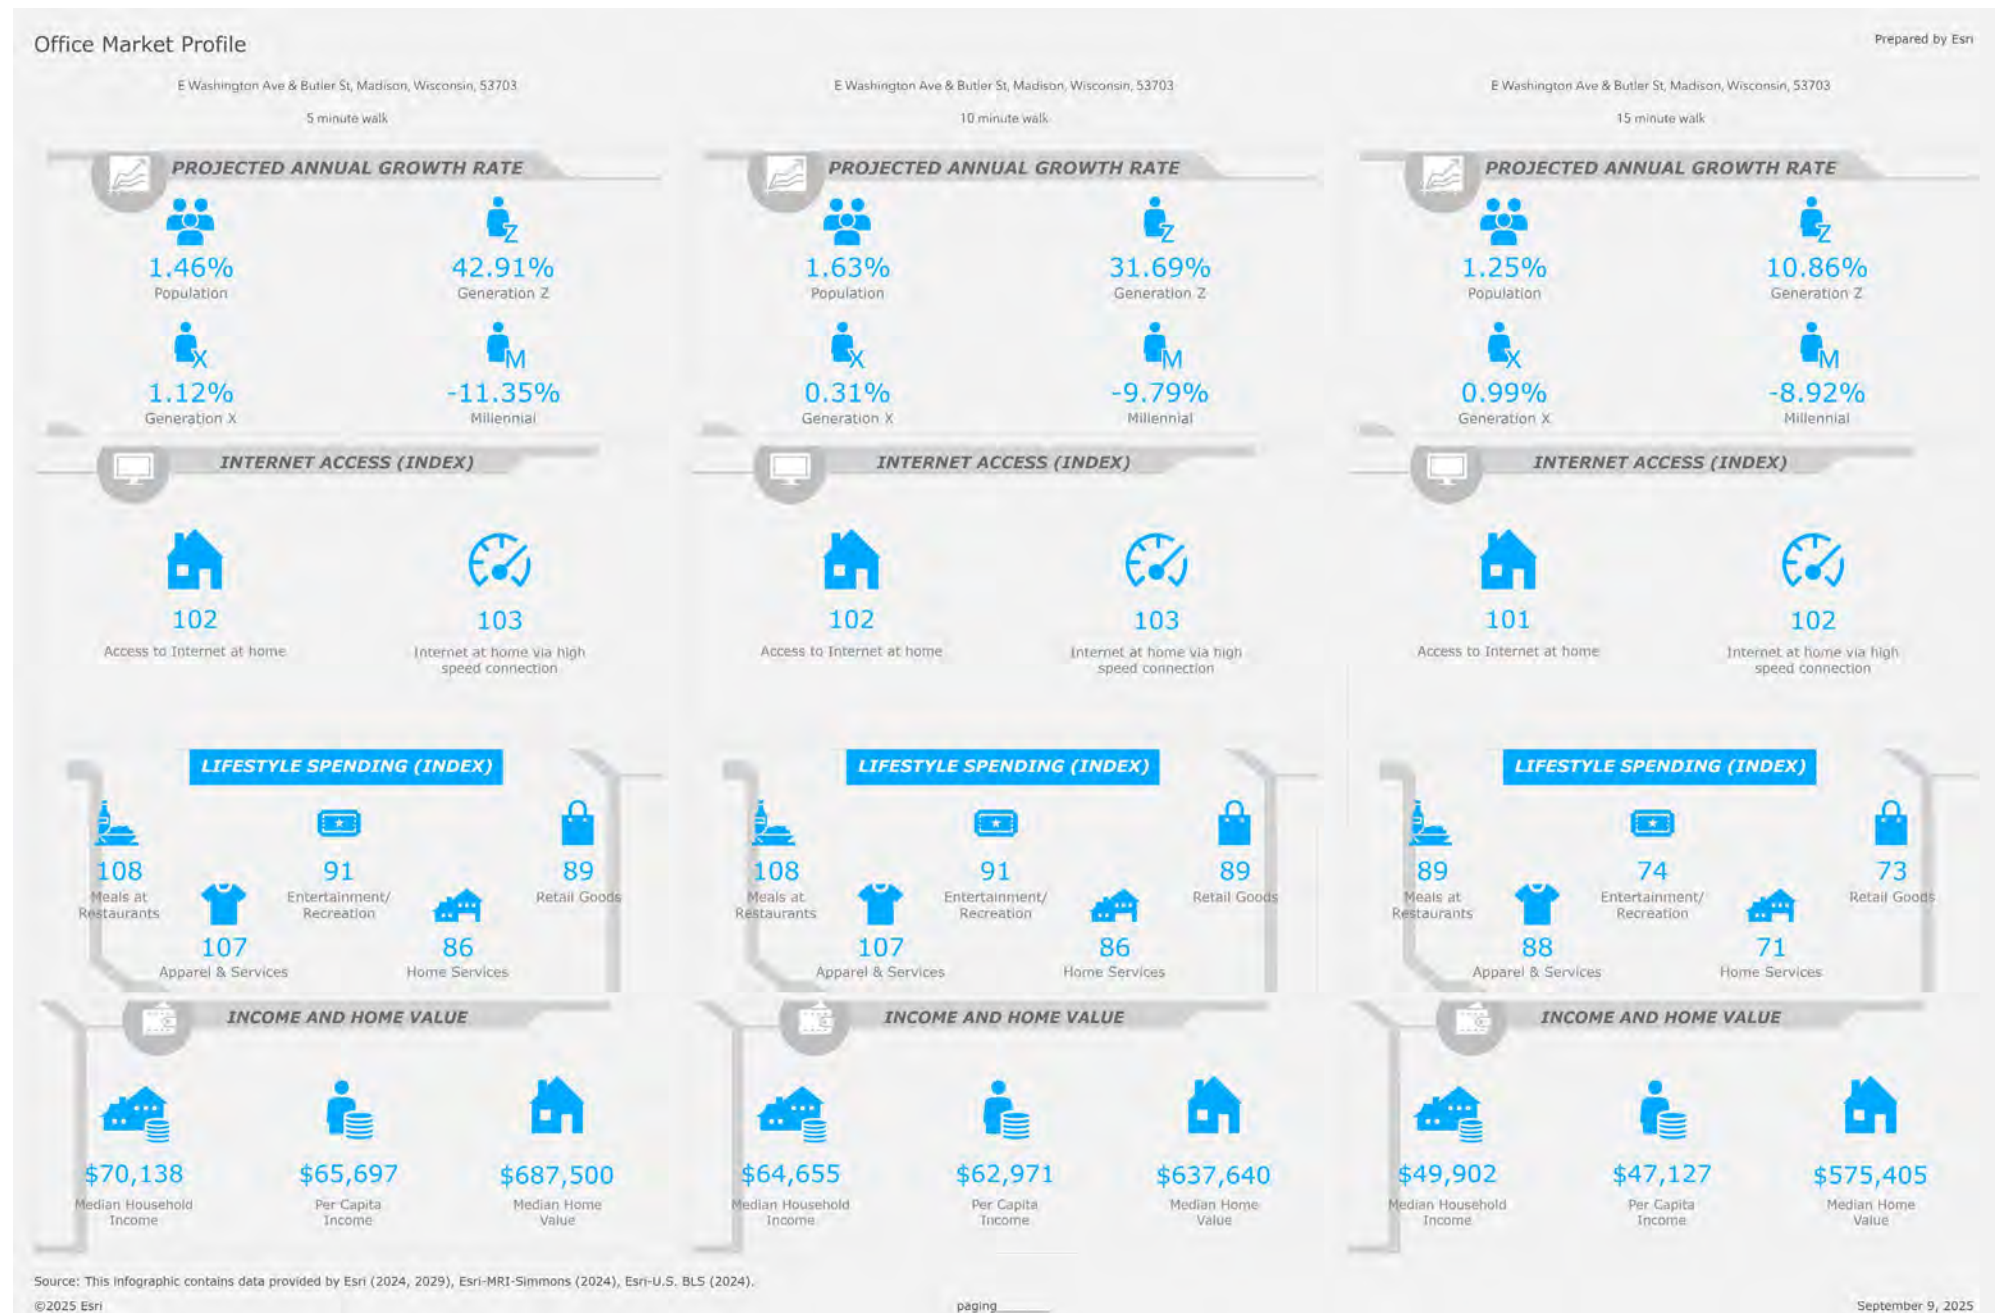 Office Market Profile
Prepared by Esri
E Washington Ave & Butler St, Madison, Wisconsin, 53703
5 minute walk
PROJECTED ANNUAL GROWTH RATE
Z
1.46%
42.91%
Population
Generation Z
X
M
1.12%
-11.35%
Generation X
Millennial
INTERNET ACCESS (INDEX)
102
103
Access to Internet at home
Internet at home via high
speed connection
LIFESTYLE SPENDING (INDEX)
108
91
89
Meals at
Restaurants
Entertainment/
Recreation
Retail Goods
107
86
Apparel & Services
Home Services
INCOME AND HOME VALUE
$70,138
$65,697
$687,500
Median Household
Income
Per Capita
Income
Median Home
Value
E Washington Ave & Butler St, Madison, Wisconsin, 53703
10 minute walk
PROJECTED ANNUAL GROWTH RATE
Z
1.63%
31.69%
Population
Generation Z
X
M
0.31%
-9.79%
Generation X
Millennial
INTERNET ACCESS (INDEX)
102
103
Access to Internet at home
Internet at home via high
speed connection
LIFESTYLE SPENDING (INDEX)
108
91
89
Meals at
Restaurants
Entertainment/
Recreation
Retail Goods
107
86
Apparel & Services
Home Services
INCOME AND HOME VALUE
$64,655
$62,971
$637,640
Median Household
Income
Per Capita
Income
Median Home
Value
E Washington Ave & Butler St, Madison, Wisconsin, 53703
15 minute walk
PROJECTED ANNUAL GROWTH RATE
Z
1.25%
10.86%
Population
Generation Z
X
M
0.99%
-8.92%
Generation X
Millennial
INTERNET ACCESS (INDEX)
101
102
Access to Internet at home
Internet at home via high
speed connection
LIFESTYLE SPENDING (INDEX)
89
74
73
Meals at
Restaurants
Entertainment/
Recreation
Retail Goods
88
71
Apparel & Services
Home Services
INCOME AND HOME VALUE
$49,902
$47,127
$575,405
Median Household
Income
Per Capita
Income
Median Home
Value
Source: This infographic contains data provided by Esri (2024, 2029), Esri-MRI-Simmons (2024), Esri-U.S. BLS (2024).
©2025 Esri
paging______
September 9, 2025